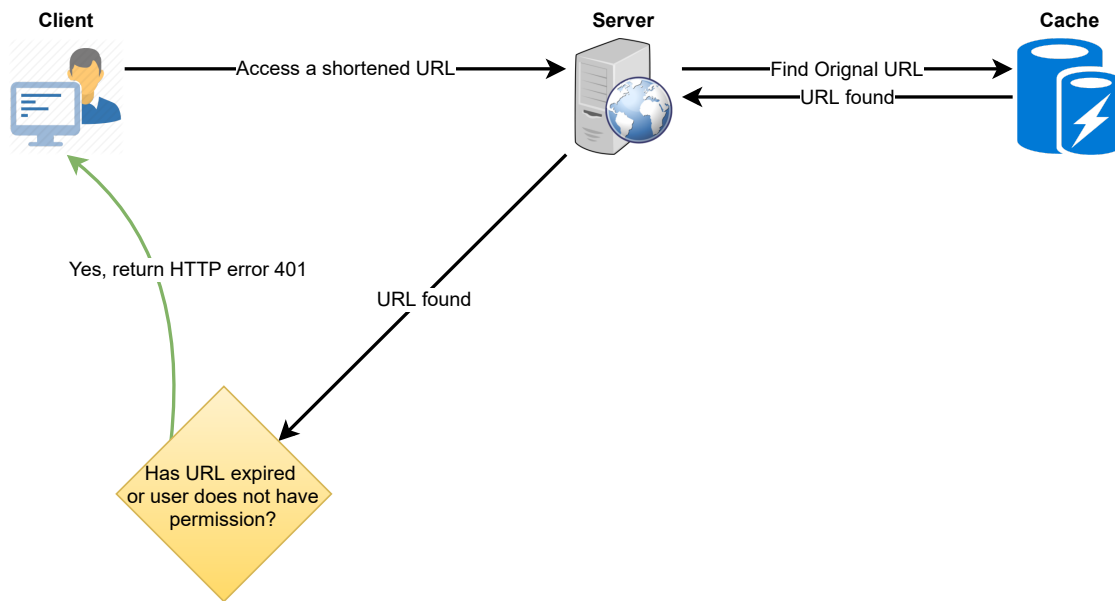 Client
Server
Cache
Access a shortened URL
Find Orignal URL
URL found
Yes, return HTTP error 401
URL found
Has URL expired
or user does not have
permission?